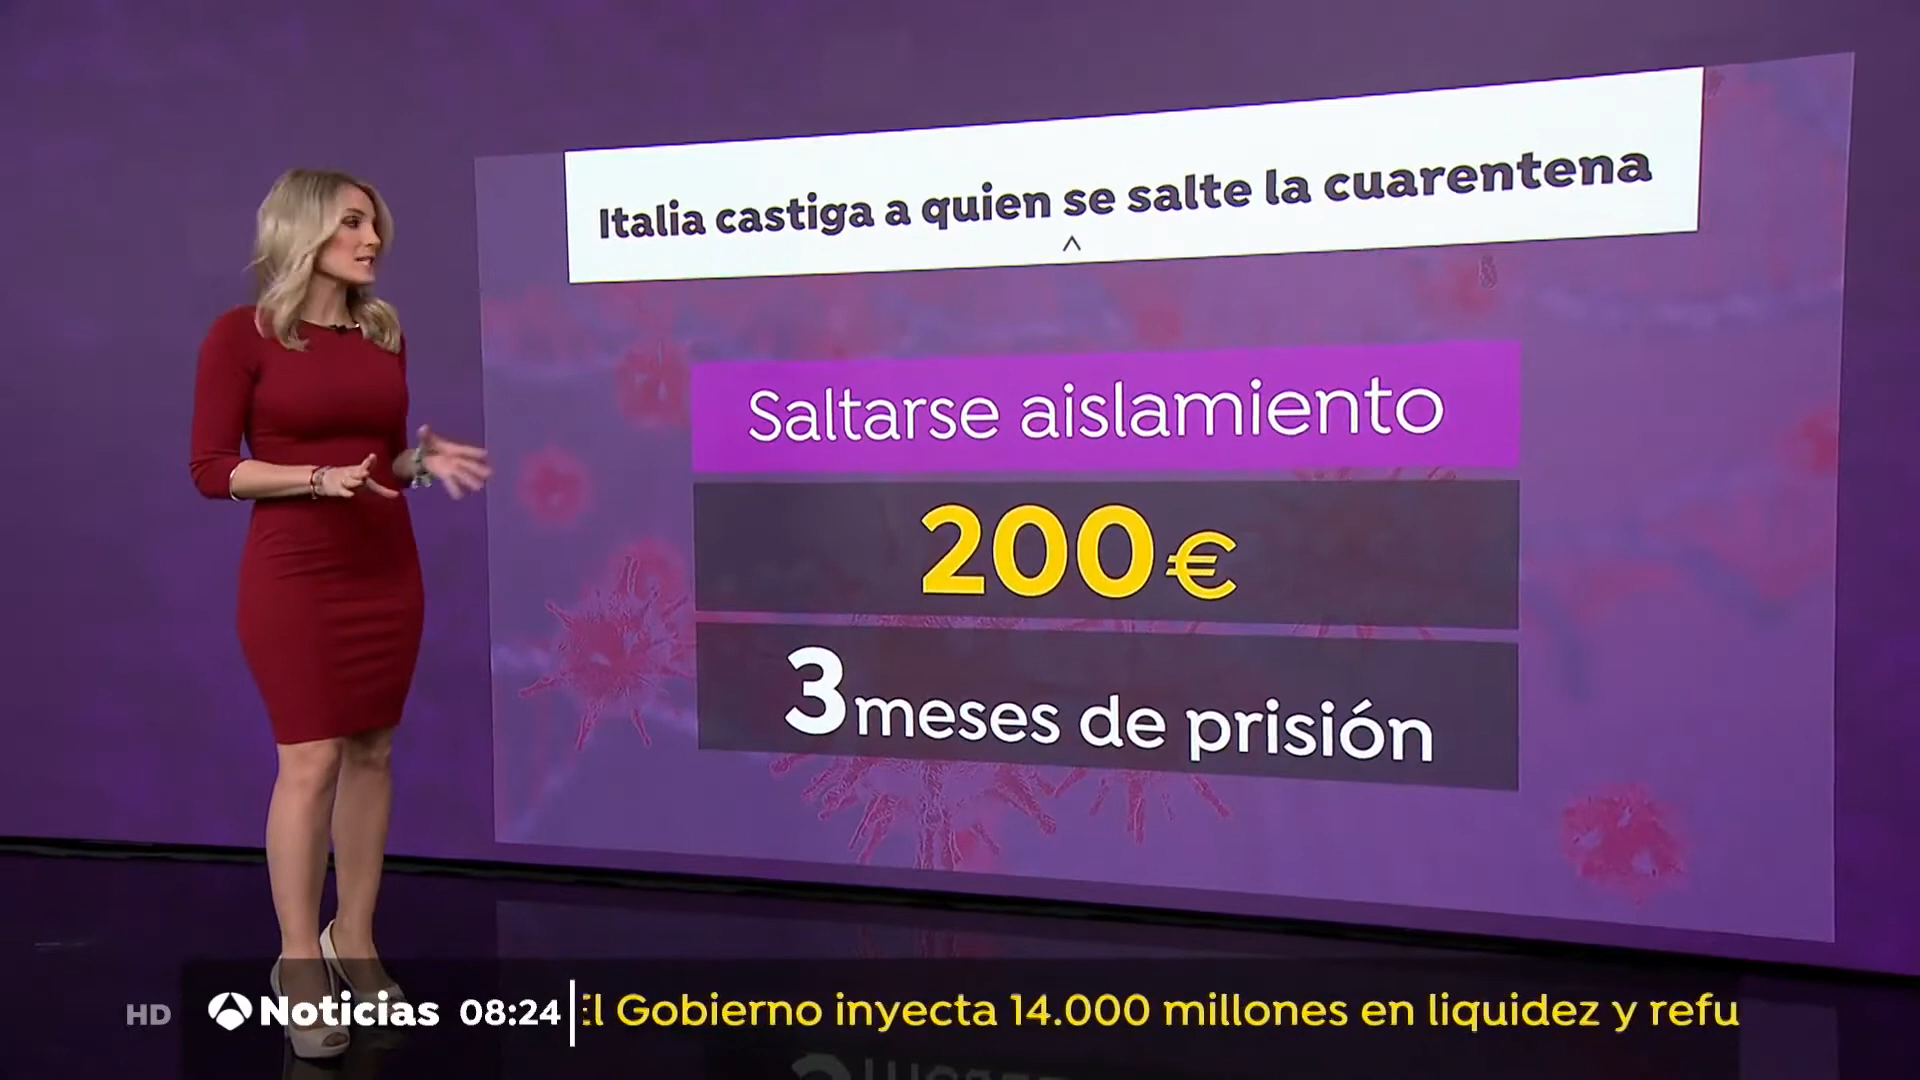 Italia castiga a quien se salte la cuarentena
^
Saltarse aislamiento
200€
3 meses de prisión
HD Noticias 08:24 El Gobierno inyecta 14.000 millones en liquidez y refu